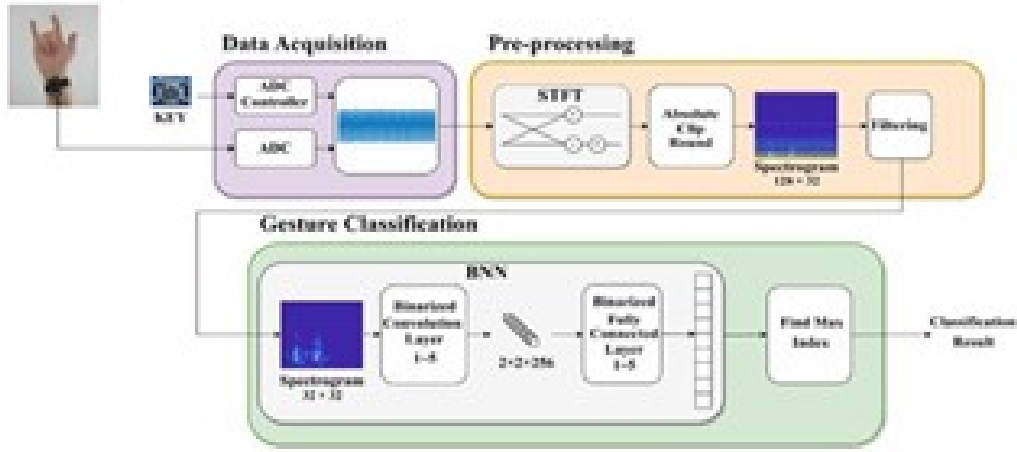 Data Acquisition
Pre-processing
KEY
ADC
Controller
ADC
STFT
Absolute
Clip
Round
Spectrogram
128 × 32
Filtering
Gesture Classification
BNN
Spectrogram
32 × 32
Binarized
Convolution
Layer
1~5
2×2×256
Binarized
Fully
Connected
Layer
1~5
Find Max
Index
Classification
Result